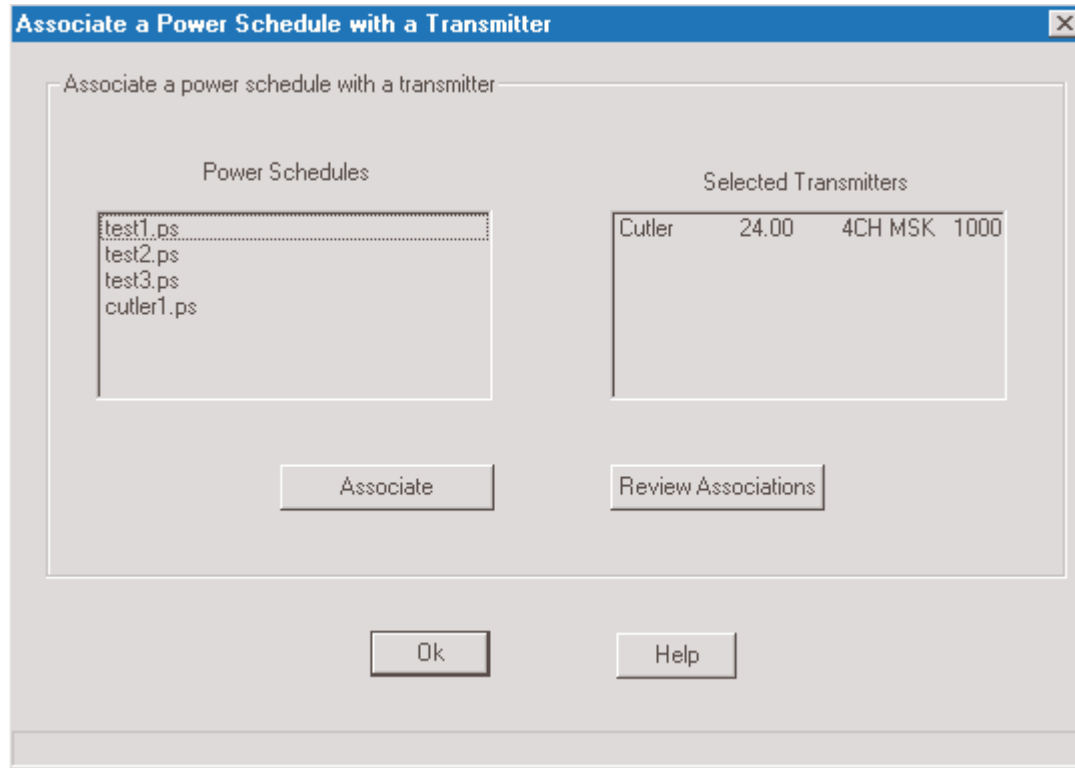 Associate a Power Schedule with a Transmitter
Associate a power schedule with a transmitter
Power Schedules
Selected Transmitters
test1.ps
test2.ps
test3.ps
cutler1.ps
Cutler 24.00 4CH MSK 1000
Associate
Review Associations
Ok
Help